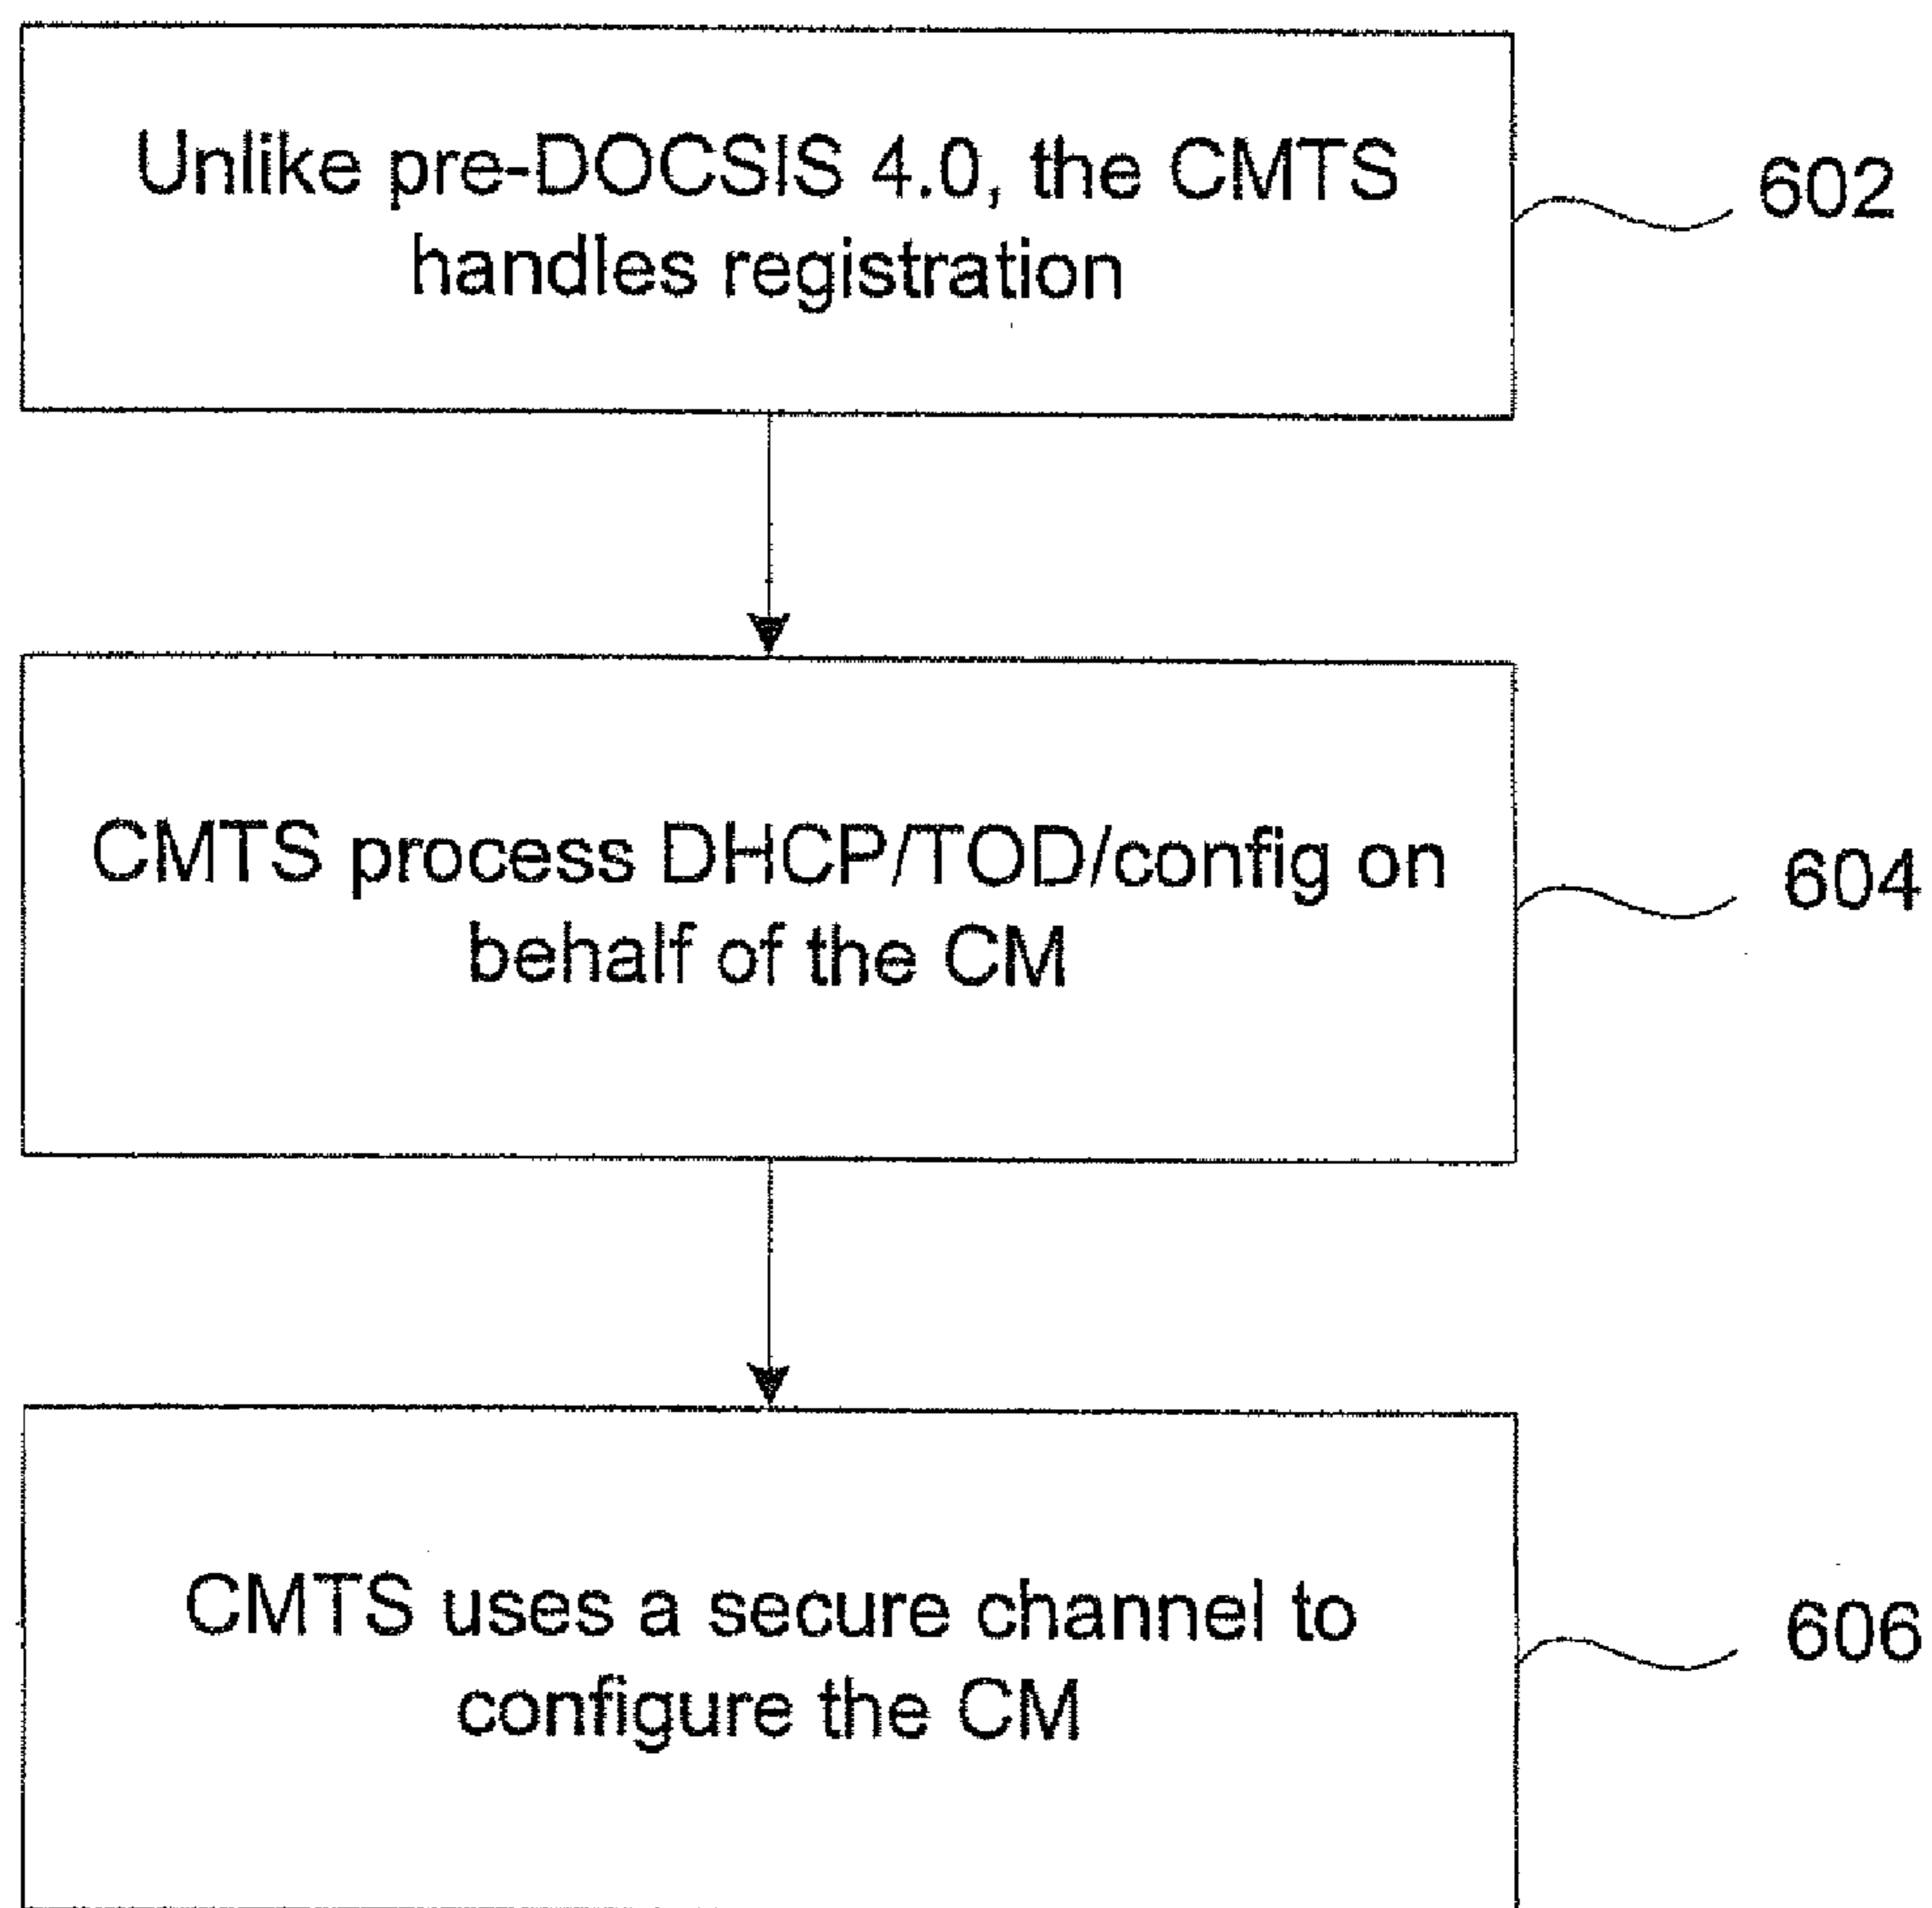 Unlike pre-DOCSIS 4.0, the CMTS
handles registration
602
CMTS process DHCP/TOD/config on
behalf of the CM
604
CMTS uses a secure channel to
configure the CM
606